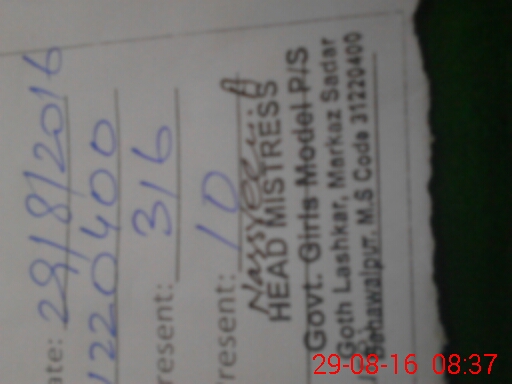 ate: 29/8/2016
1220400
resent: 316
resent: 10
HEAD MISTRESS
Govt. Girls Model P/S
Goth Lashkar, Markaz Sadar
Bahawalpur, M.S Code 31220400
29-08-16 08:37